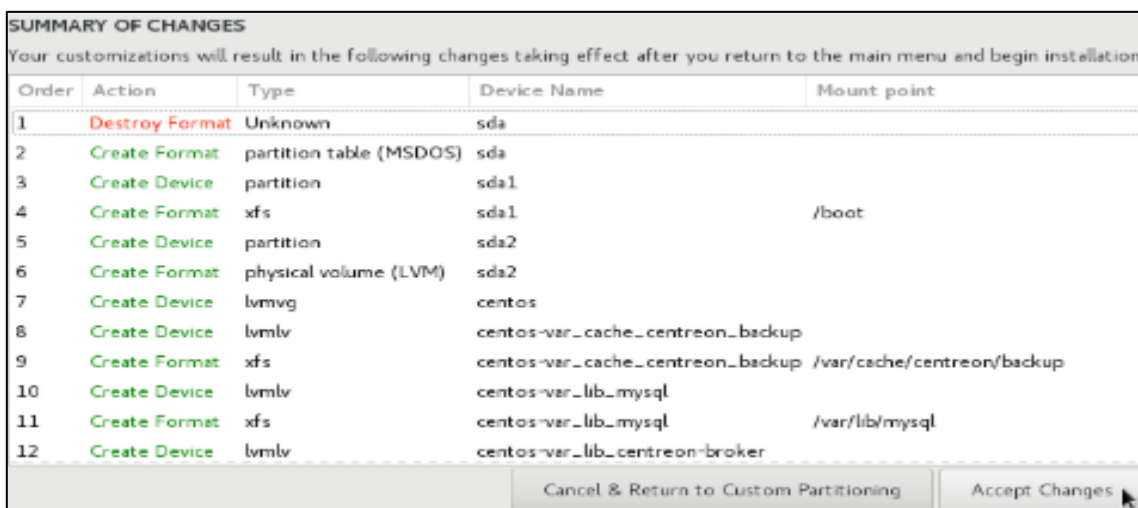 SUMMARY OF CHANGES
Your customizations will result in the following changes taking effect after you return to the main menu and begin installation
Order Action Type Device Name Mount point
1 Destroy Format Unknown sda
2 Create Format partition table (MSDOS) sda
3 Create Device partition sda1
4 Create Format xfs sda1 /boot
5 Create Device partition sda2
6 Create Format physical volume (LVM) sda2
7 Create Device lvmvg centos
8 Create Device lvmlv centos-var_cache_centreon_backup
9 Create Format xfs centos-var_cache_centreon_backup /var/cache/centreon/backup
10 Create Device lvmlv centos-var_lib_mysql
11 Create Format xfs centos-var_lib_mysql /var/lib/mysql
12 Create Device lvmlv centos-var_lib_centreon-broker
Cancel & Return to Custom Partitioning Accept Changes